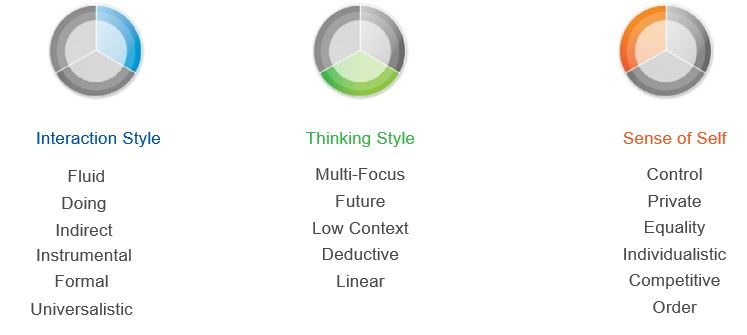 Interaction Style
Fluid
Doing
Indirect
Instrumental
Formal
Universalistic
Thinking Style
Multi-Focus
Future
Low Context
Deductive
Linear
Sense of Self
Control
Private
Equality
Individualistic
Competitive
Order